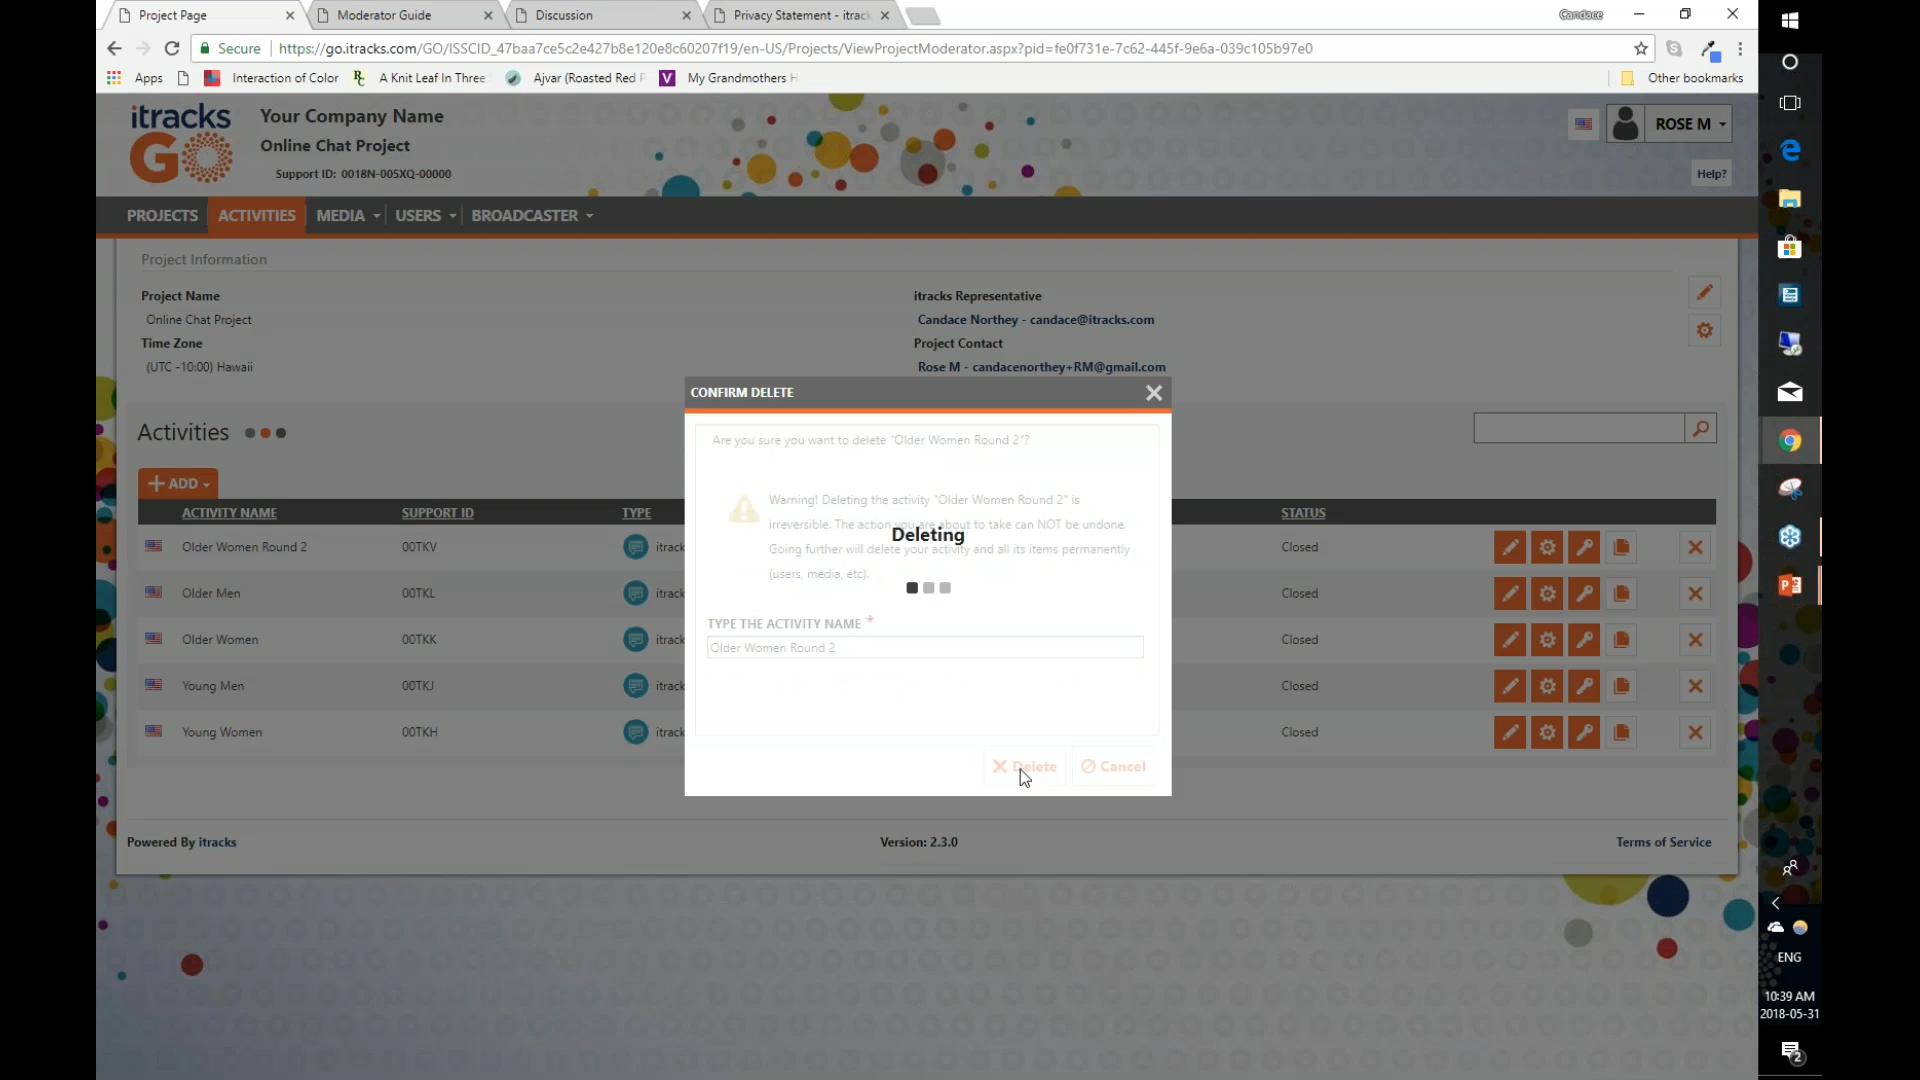 Project Page
Moderator Guide
Discussion
Privacy Statement - itrack
Candace
Secure
https://go.itracks.com/GO/ISSCID_47baa7ce5c2e427b8e120e8c60207f19/en-US/Projects/ViewProjectModerator.aspx?pid=fe0f731e-7c62-445f-9e6a-039c105b97e0
Apps
Interaction of Color
A Knit Leaf In Three
Ajvar (Roasted Red P
My Grandmothers H
Other bookmarks
itracks
GO
Your Company Name
Online Chat Project
Support ID: 0018N-005XQ-00000
ROSE M
Help?
PROJECTS ACTIVITIES MEDIA USERS BROADCASTER
Project Information
Project Name
Online Chat Project
Time Zone
(UTC -10:00) Hawaii
itracks Representative
Candace Northey - candace@itracks.com
Project Contact
Rose M - candacenorthey+RM@gmail.com
Activities
ADD
ACTIVITY NAME SUPPORT ID TYPE STATUS
Older Women Round 2 00TKV itrack Closed
Older Men 00TKL itrack Closed
Older Women 00TKK itrack Closed
Young Men 00TKJ itrack Closed
Young Women 00TKH itrack Closed
CONFIRM DELETE
Are you sure you want to delete "Older Women Round 2"?
Warning! Deleting the activity "Older Women Round 2" is
irreversible. The action you are about to take can NOT be undone.
Going further will delete your activity and all its items permanently
(users, media, etc).
Deleting
TYPE THE ACTIVITY NAME *
Older Women Round 2
Delete
Cancel
Powered By itracks
Version: 2.3.0
Terms of Service
ENG
10:39 AM
2018-05-31
2